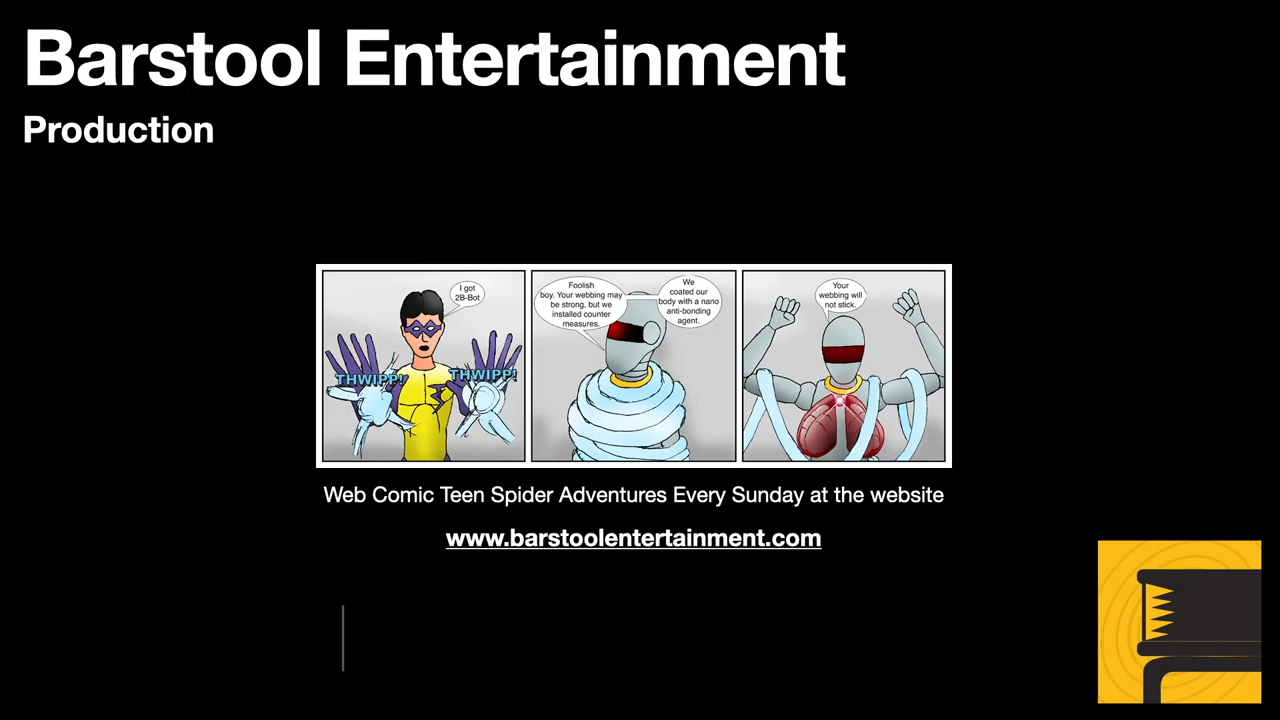 Barstool Entertainment
Production
I got
2B-Bot
THWIPP!
THWIPP!
Foolish
boy. Your webbing may
be strong, but we
installed counter
measures.
We
coated our
body with a nano
anti-bonding
agent.
Your
webbing will
not stick.
Web Comic Teen Spider Adventures Every Sunday at the website
www.barstoolentertainment.com